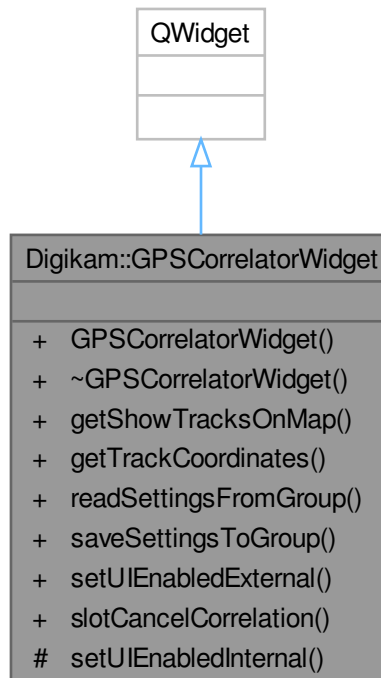 QWidget
Digikam::GPSCorrelatorWidget
+ GPSCorrelatorWidget()
+ ~GPSCorrelatorWidget()
+ getShowTracksOnMap()
+ getTrackCoordinates()
+ readSettingsFromGroup()
+ saveSettingsToGroup()
+ setUIEnabledExternal()
+ slotCancelCorrelation()
# setUIEnabledInternal()